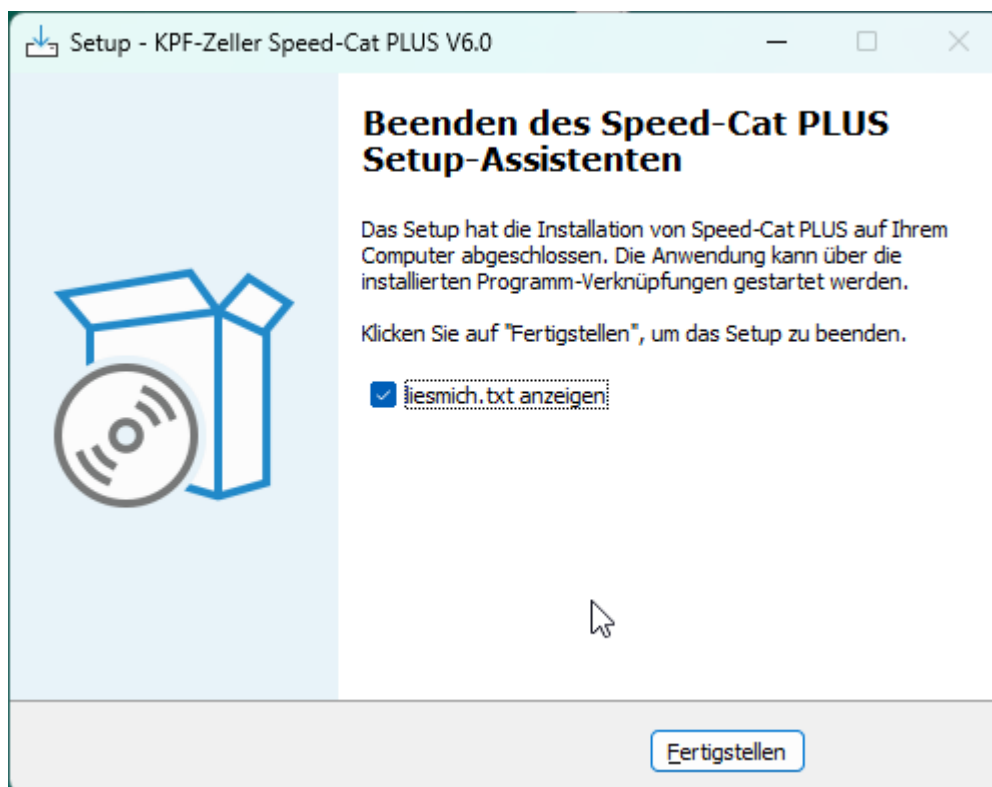 Setup - KPF-Zeller Speed-Cat PLUS V6.0
Beenden des Speed-Cat PLUS
Setup-Assistenten
Das Setup hat die Installation von Speed-Cat PLUS auf Ihrem
Computer abgeschlossen. Die Anwendung kann über die
installierten Programm-Verknüpfungen gestartet werden.
Klicken Sie auf "Fertigstellen", um das Setup zu beenden.
liesmich.txt anzeigen
Fertigstellen